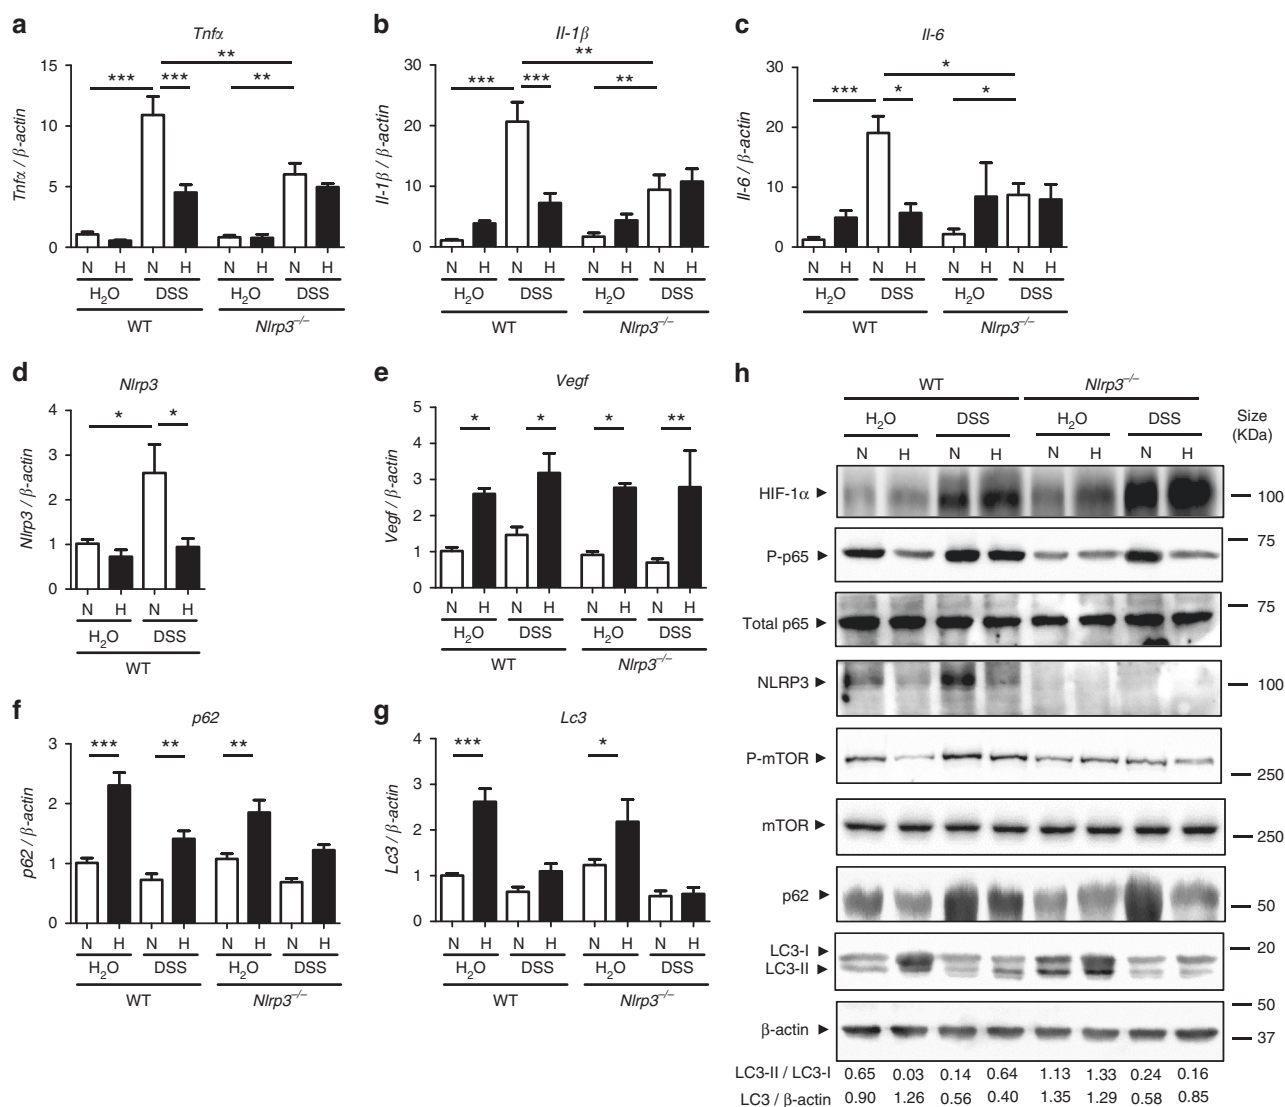 a
Tnfα
Tnfα / β-actin
15
10
5
0
**
*** *** **
N H N H N H N H
H2O DSS H2O DSS
WT Nlrp3–/–
b
Il-1β
Il-1β / β-actin
30
20
10
0
**
*** *** **
N H N H N H N H
H2O DSS H2O DSS
WT Nlrp3–/–
c
Il-6
Il-6 / β-actin
30
20
10
0
*
*** * *
N H N H N H N H
H2O DSS H2O DSS
WT Nlrp3–/–
d
Nlrp3
Nlrp3 / β-actin
4
3
2
1
0
* *
N H N H
H2O DSS
WT
e
Vegf
Vegf / β-actin
5
4
3
2
1
0
* * * **
N H N H N H N H
H2O DSS H2O DSS
WT Nlrp3–/–
f
p62
p62 / β-actin
3
2
1
0
*** ** **
N H N H N H N H
H2O DSS H2O DSS
WT Nlrp3–/–
g
Lc3
Lc3 / β-actin
4
3
2
1
0
*** *
N H N H N H N H
H2O DSS H2O DSS
WT Nlrp3–/–
h
WT Nlrp3–/–
H2O DSS H2O DSS
Size
(KDa)
N H N H N H N H
HIF-1α 100
P-p65 75
Total p65 75
NLRP3 100
P-mTOR 250
mTOR 250
p62 50
LC3-I 20
LC3-II
β-actin 50
37
LC3-II / LC3-I 0.65 0.03 0.14 0.64 1.13 1.33 0.24 0.16
LC3 / β-actin 0.90 1.26 0.56 0.40 1.35 1.29 0.58 0.85